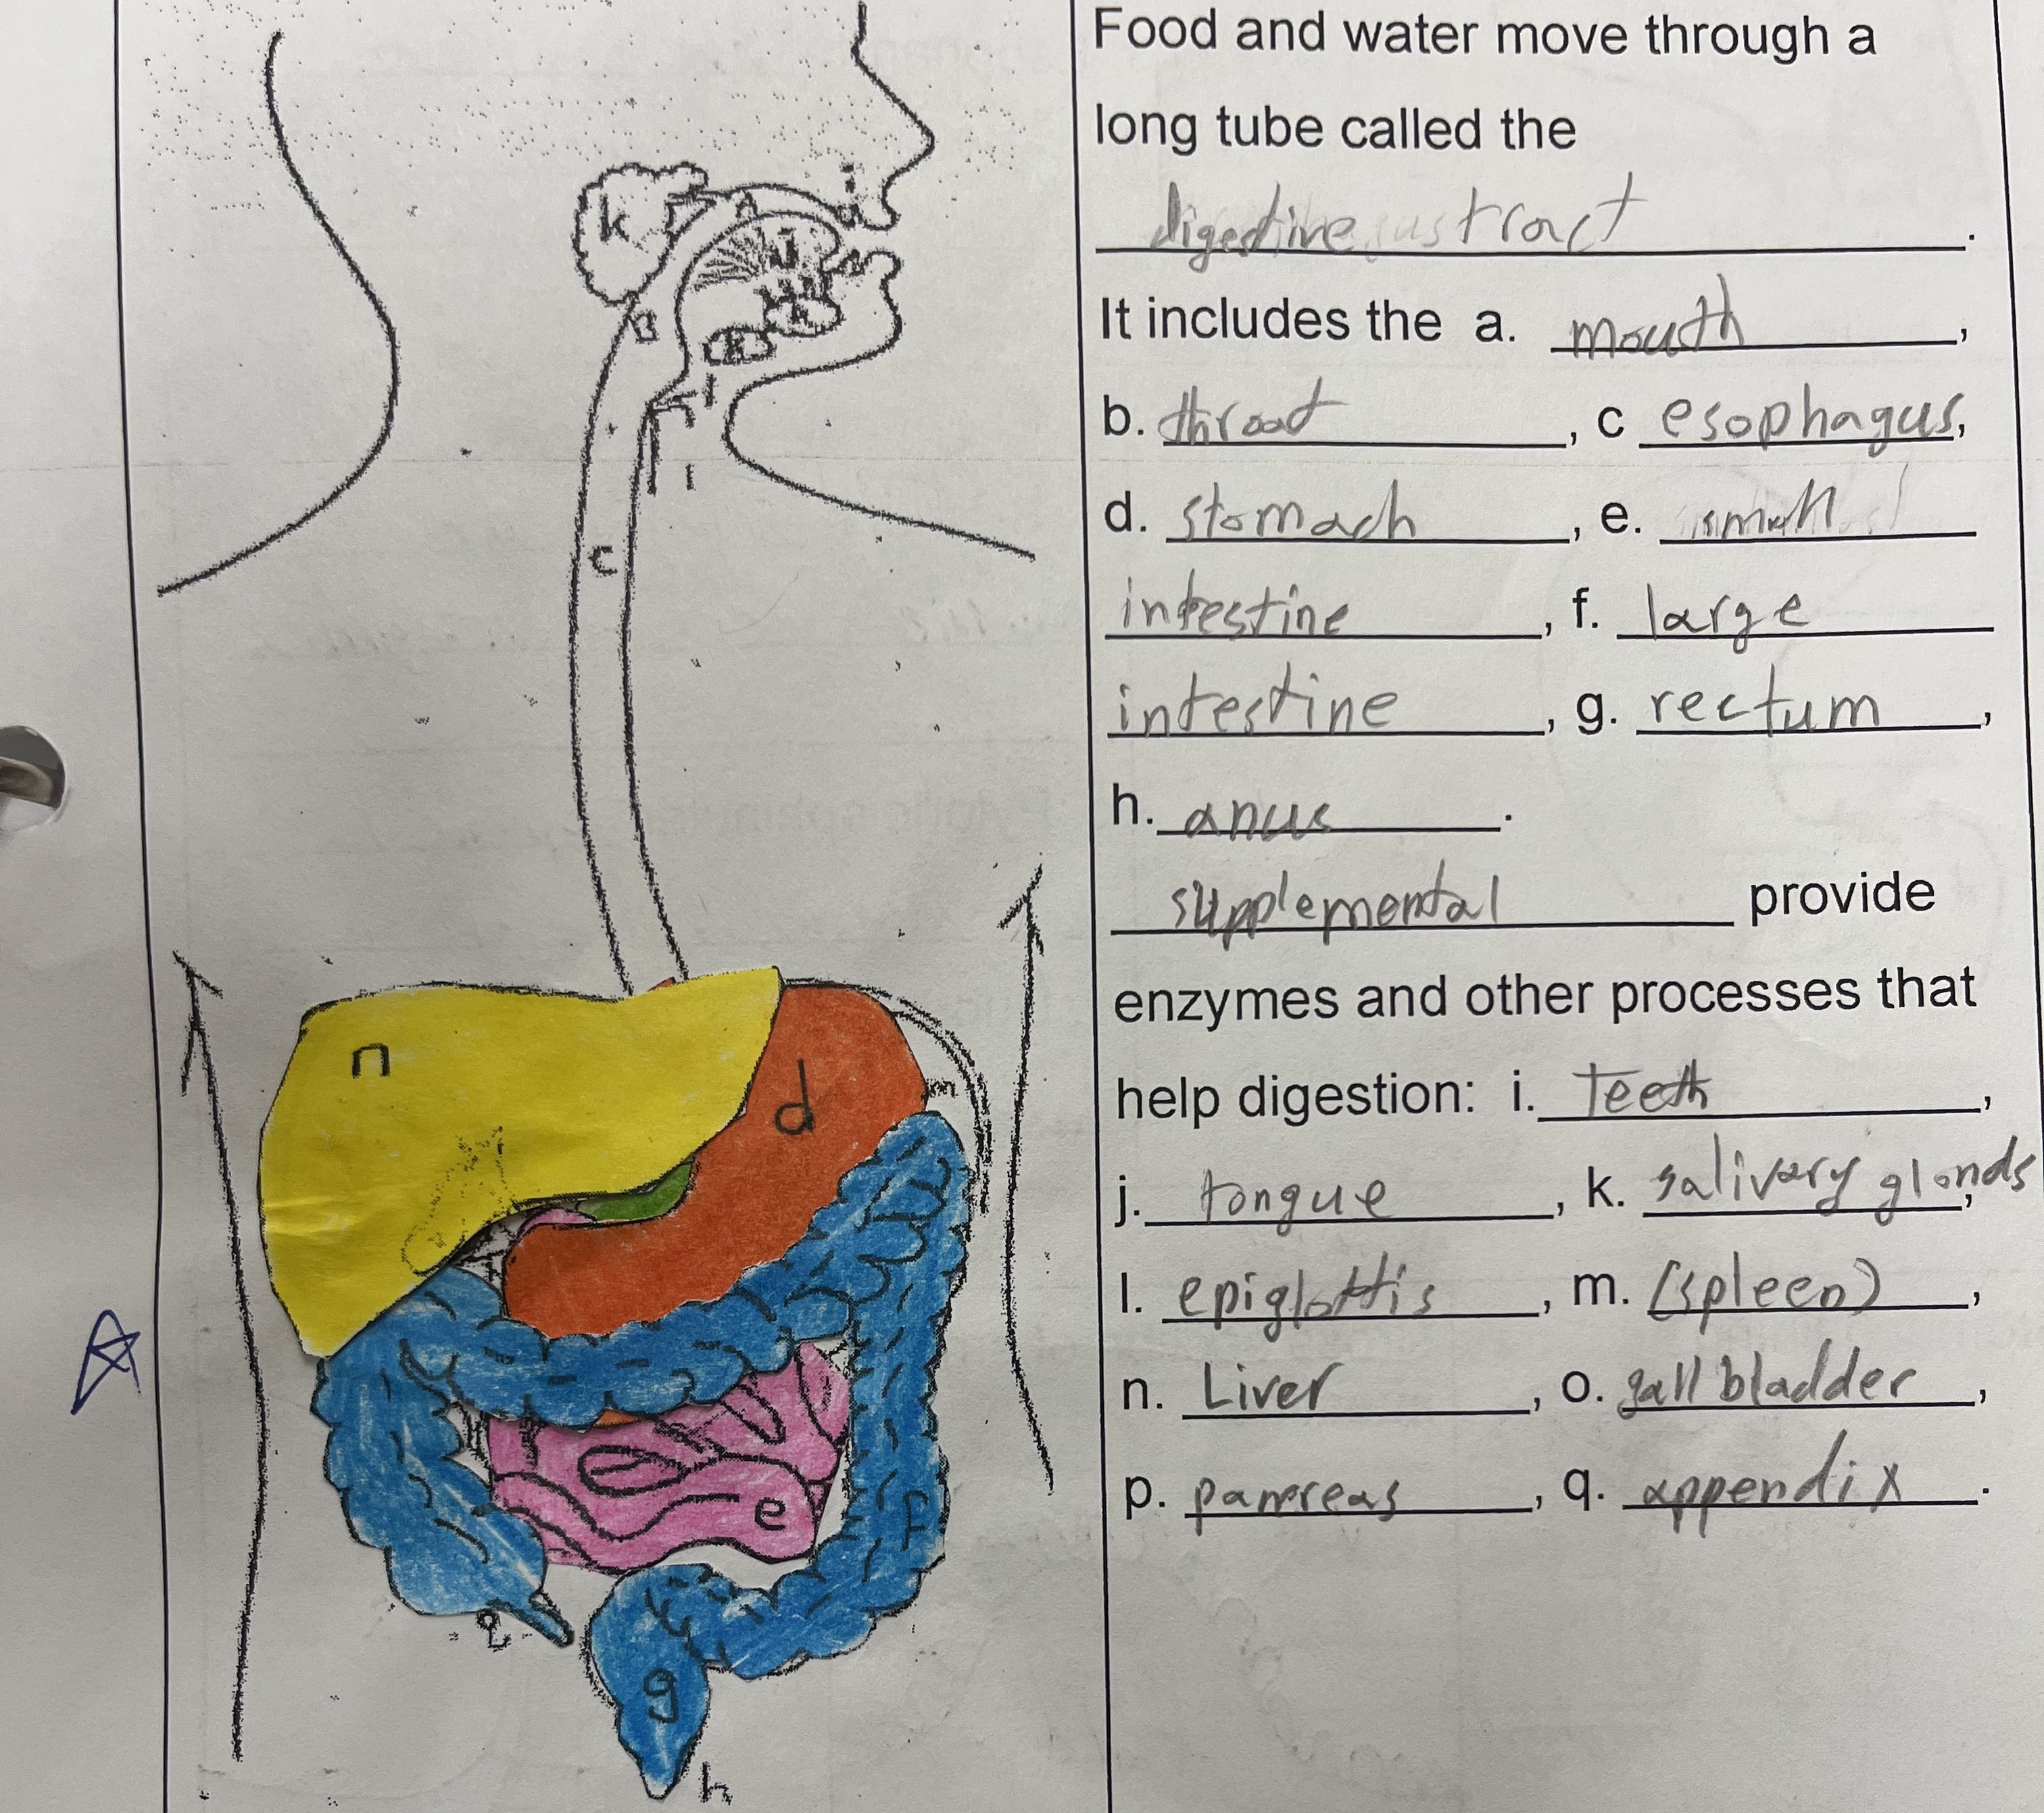 k
i
A
J
k
B
k
l
c
n
d
m
e
f
q
g
h
Food and water move through a
long tube called the
digestive tract.
It includes the a. mouth,
b. throat, c esophagus,
d. stomach, e. small
intestine, f. large
intestine, g. rectum,
h. anus.
supplemental provide
enzymes and other processes that
help digestion: i. Teeth,
j. tongue, k. salivary glands,
l. epiglottis, m. (spleen),
n. Liver, o. gall bladder,
p. pancreas, q. appendix.